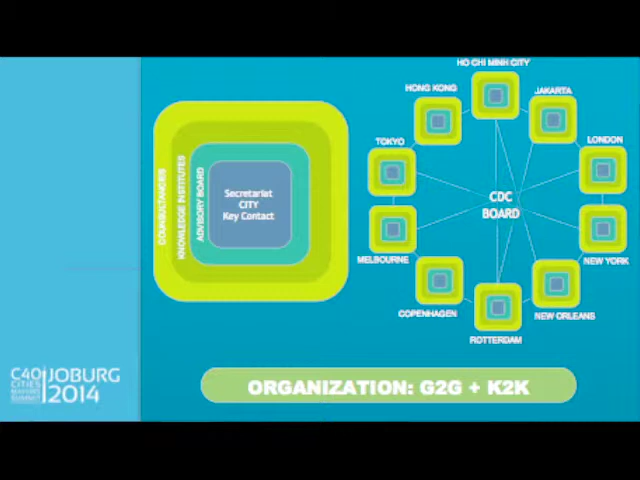 HO CHI MINH CITY
HONG KONG
JAKARTA
TOKYO
LONDON
COUNSULTANCIES
KNOWLEDGE INSTITUTES
ADVISORY BOARD
Secretariat
CITY
Key Contact
CDC
BOARD
MELBOURNE
NEW YORK
COPENHAGEN
NEW ORLEANS
ROTTERDAM
C40
CITIES
MAYORS
SUMMIT
JOBURG
2014
ORGANIZATION: G2G + K2K